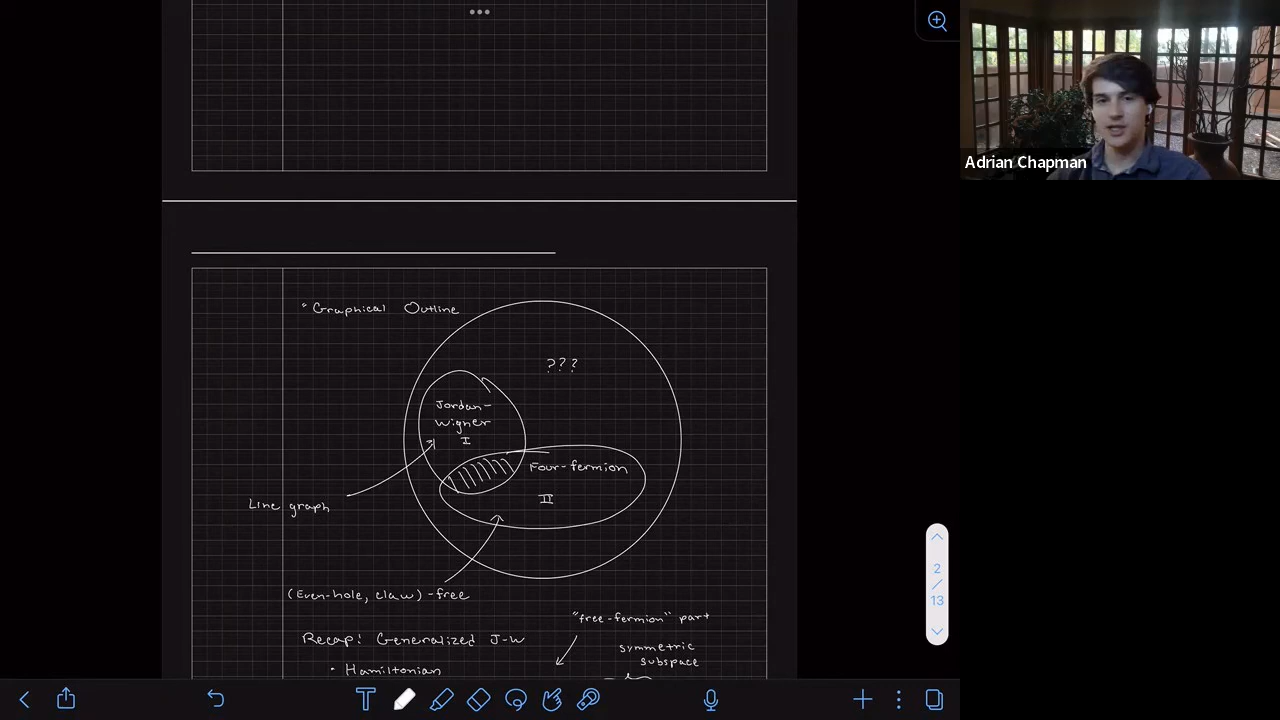 Adrian Chapman
"Graphical Outline
???
Jordan-
Wigner
I
Four-fermion
II
Line graph
(Even-hole, claw)-free
"free-fermion" part
Recap: Generalized J-W
symmetric
subspace
• Hamiltonian
2
/
13
T